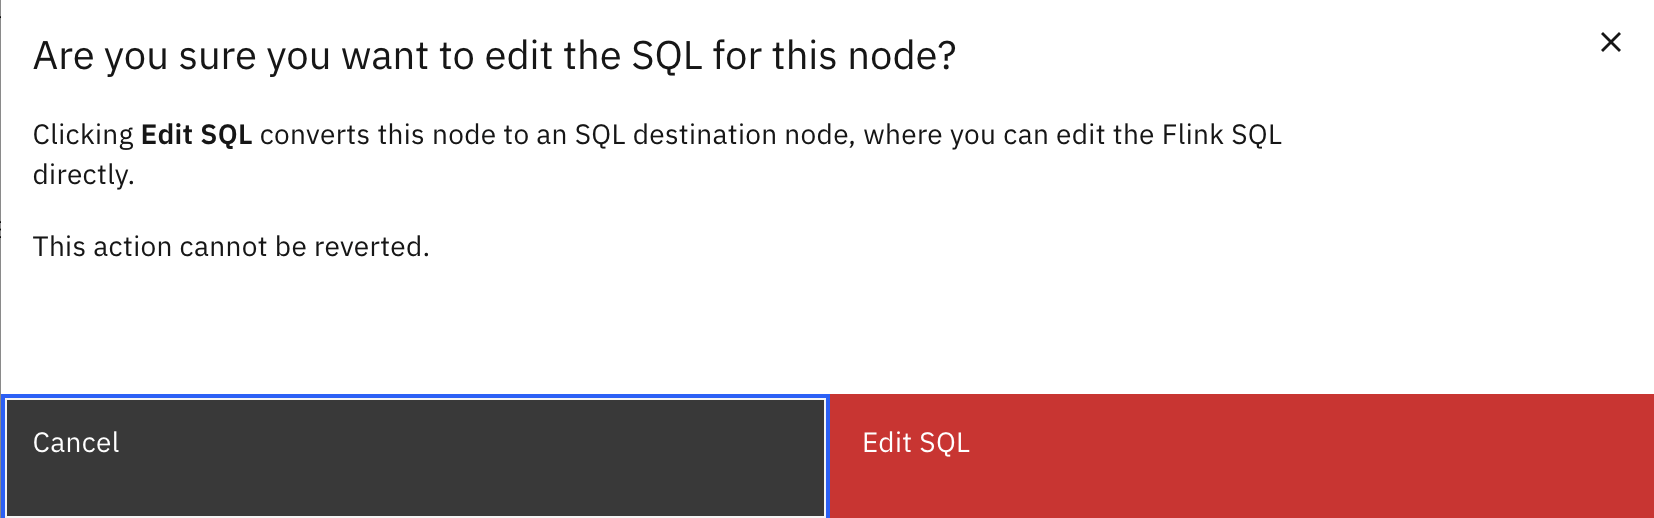 Are you sure you want to edit the SQL for this node?
Clicking Edit SQL converts this node to an SQL destination node, where you can edit the Flink SQL
directly.
This action cannot be reverted.
Cancel
Edit SQL